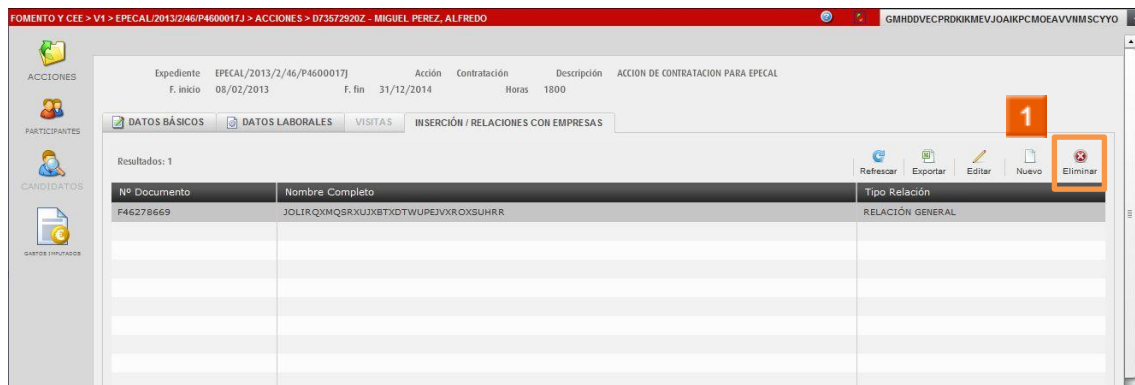 FOMENTO Y CEE > V1 > EPECAL/2013/2/46/P4600017J > ACCIONES > D73572920Z - MIGUEL PEREZ, ALFREDO
GMHDDVECPRDKIKMEVJOAIKPCMOEAVVNMSCYYO
ACCIONES
PARTICIPANTES
CANDIDATOS
GASTOS IMPUTADOS
Expediente EPECAL/2013/2/46/P4600017J Acción Contratación Descripción ACCION DE CONTRATACION PARA EPECAL
F. inicio 08/02/2013 F. fin 31/12/2014 Horas 1800
1
DATOS BÁSICOS DATOS LABORALES VISITAS INSERCIÓN / RELACIONES CON EMPRESAS
Resultados: 1
Refrescar Exportar Editar Nuevo Eliminar
Nº Documento Nombre Completo Tipo Relación
F46278669 JOLIRQXMQSRXUJXBTXDTWUPEJVXROXSUHRR RELACIÓN GENERAL